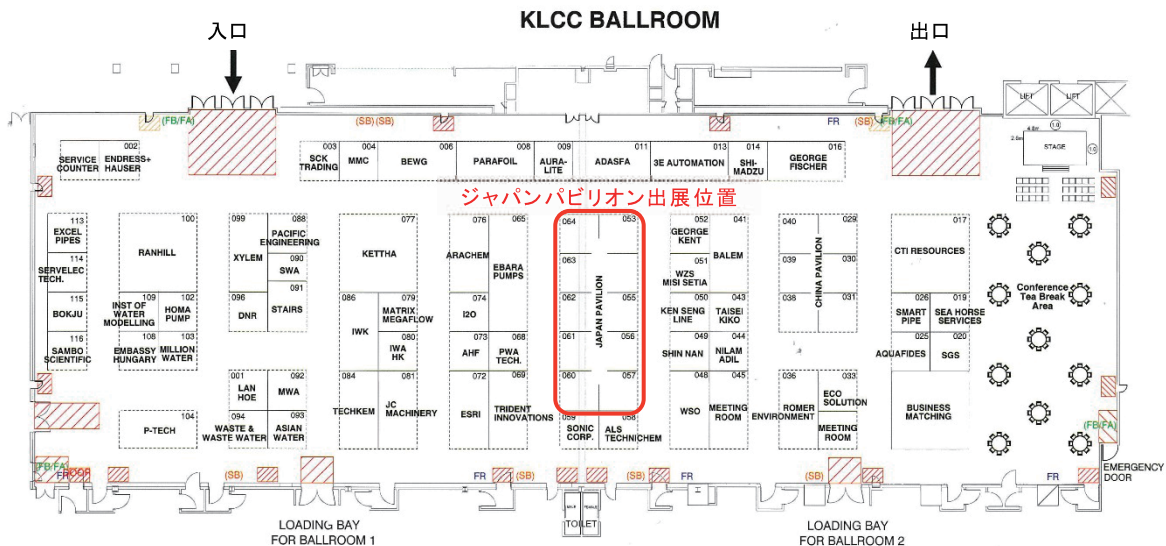 KLCC BALLROOM
入口
出口
LIFT
LIFT
(FB/FA)
(SB)
(SB)
FR
(SB)
(FB/FA)
4.8m
1.0
2.0m
STAGE
1.0
002
SERVICE
COUNTER
ENDRESS+
HAUSER
003
SCK
TRADING
004
MMC
006
BEWG
008
PARAFOIL
009
AURA-
LITE
011
ADASFA
013
3E AUTOMATION
014
SHI-
MADZU
016
GEORGE
FISCHER
ジャパンパビリオン出展位置
113
EXCEL
PIPES
114
SERVELEC
TECH.
115
BOKJU
116
SAMBO
SCIENTIFIC
100
RANHILL
109
INST OF
WATER
MODELLING
102
HOMA
PUMP
108
EMBASSY
HUNGARY
103
MILLION
WATER
104
P-TECH
099
XYLEM
088
PACIFIC
ENGINEERING
090
SWA
091
STAIRS
096
DNR
001
LAN
HOE
092
MWA
094
WASTE &
WASTE WATER
093
ASIAN
WATER
077
KETTHA
086
IWK
079
MATRIX
MEGAFLOW
080
IWA
HK
084
TECHKEM
081
JC
MACHINERY
076
ARACHEM
065
EBARA
PUMPS
074
I2O
073
AHF
068
PWA
TECH.
072
ESRI
069
TRIDENT
INNOVATIONS
064
053
063
062
055
061
056
060
057
JAPAN PAVILION
059
SONIC
CORP.
058
ALS
TECHNICHEM
052
GEORGE
KENT
041
BALEM
051
WZS
MISI SETIA
050
KEN SENG
LINE
043
TAISEI
KIKO
049
SHIN NAN
044
NILAM
ADIL
048
WSO
045
MEETING
ROOM
040
029
039
030
038
031
CHINA PAVILION
036
ROMER
ENVIRONMENT
033
ECO
SOLUTION
MEETING
ROOM
017
CTI RESOURCES
026
SMART
PIPE
019
SEA HORSE
SERVICES
025
AQUAFIDES
020
SGS
BUSINESS
MATCHING
Conference
Tea Break
Area
(FB/FA)
FR
DOOR
(SB)
(SB)
FR
(SB)
(SB)
FR
(SB)
FR
(FB/FA)
EMERGENCY
DOOR
LOADING BAY
FOR BALLROOM 1
TOILET
LOADING BAY
FOR BALLROOM 2